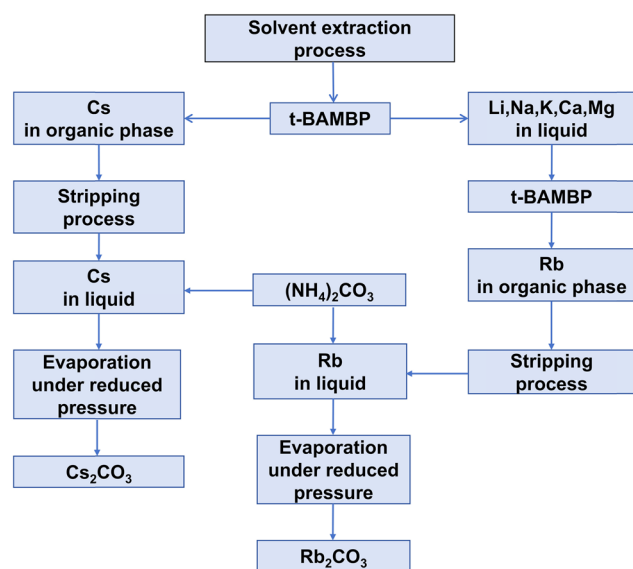 Solvent extraction
process
Cs
in organic phase
t-BAMBP
Li,Na,K,Ca,Mg
in liquid
Stripping
process
t-BAMBP
Cs
in liquid
(NH₄)₂CO₃
Rb
in organic phase
Evaporation
under reduced
pressure
Rb
in liquid
Stripping
process
Cs₂CO₃
Evaporation
under reduced
pressure
Rb₂CO₃